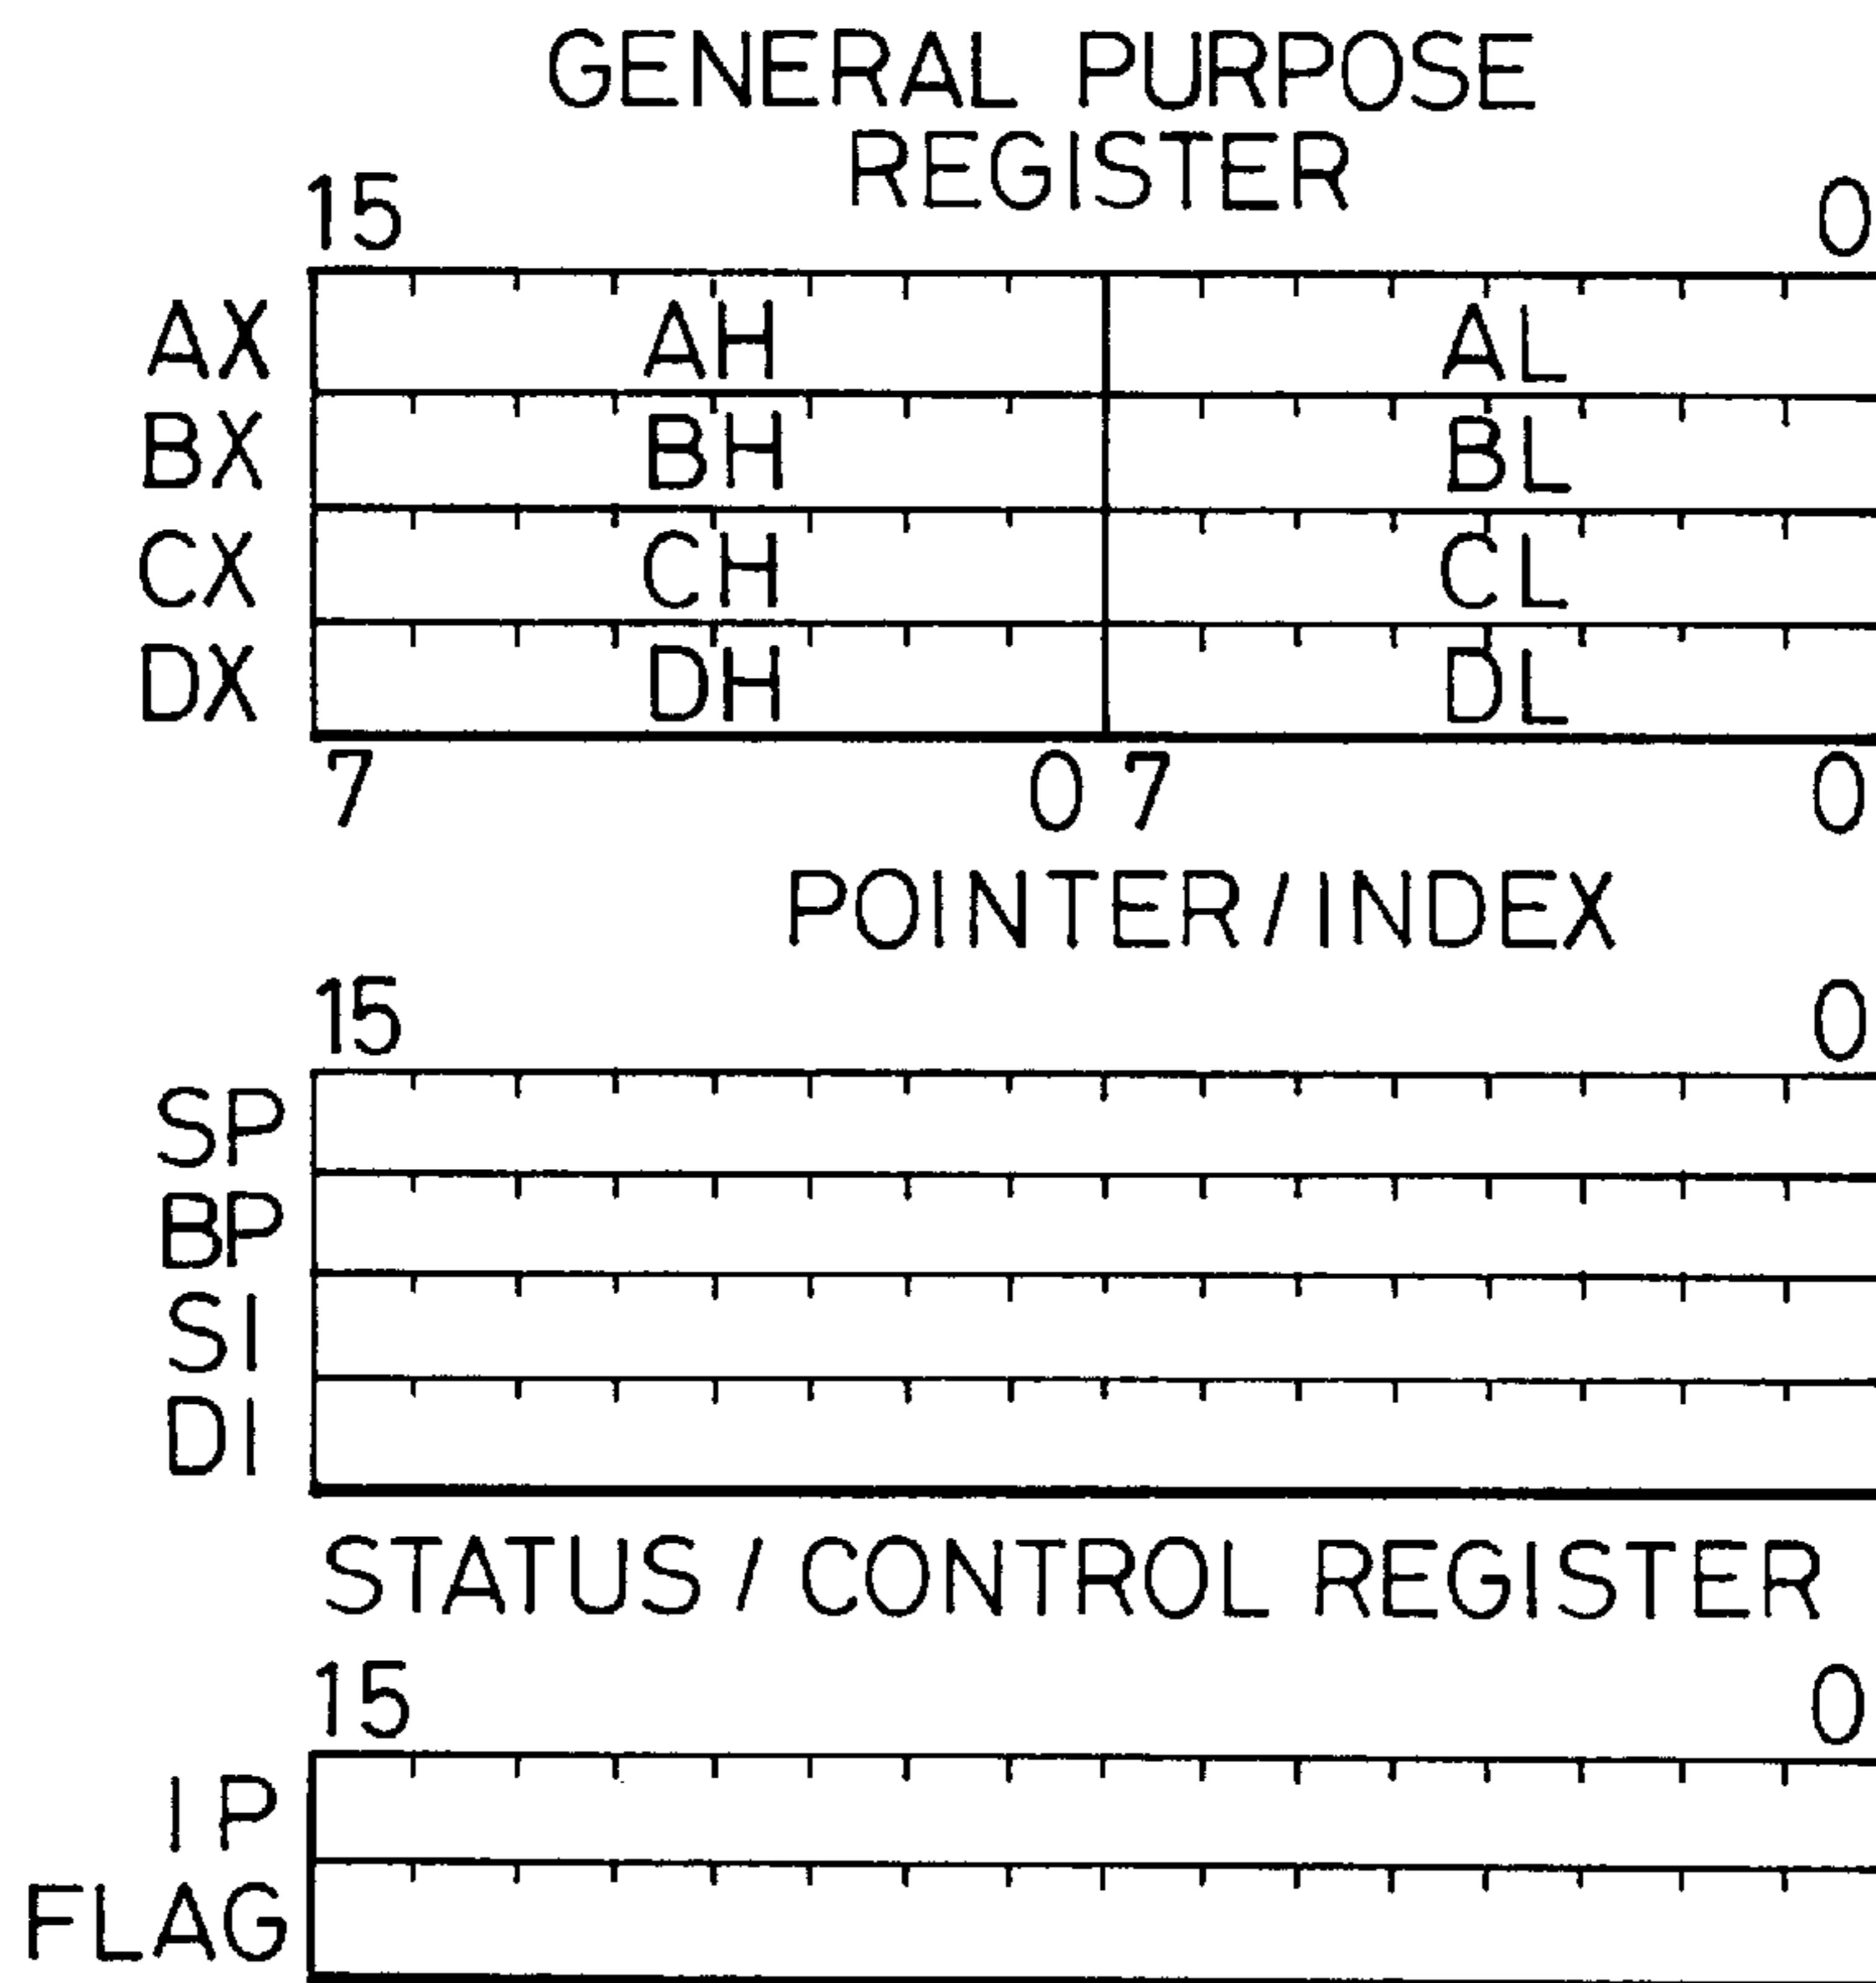 GENERAL PURPOSE
REGISTER
15 0
AX AH AL
BX BH BL
CX CH CL
DX DH DL
7 0 7 0
POINTER/INDEX
15 0
SP
BP
SI
DI
STATUS / CONTROL REGISTER
15 0
IP
FLAG